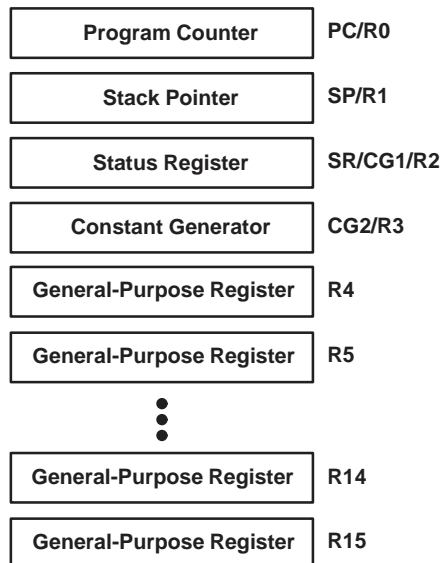 Program Counter PC/R0
Stack Pointer SP/R1
Status Register SR/CG1/R2
Constant Generator CG2/R3
General-Purpose Register R4
General-Purpose Register R5
General-Purpose Register R14
General-Purpose Register R15